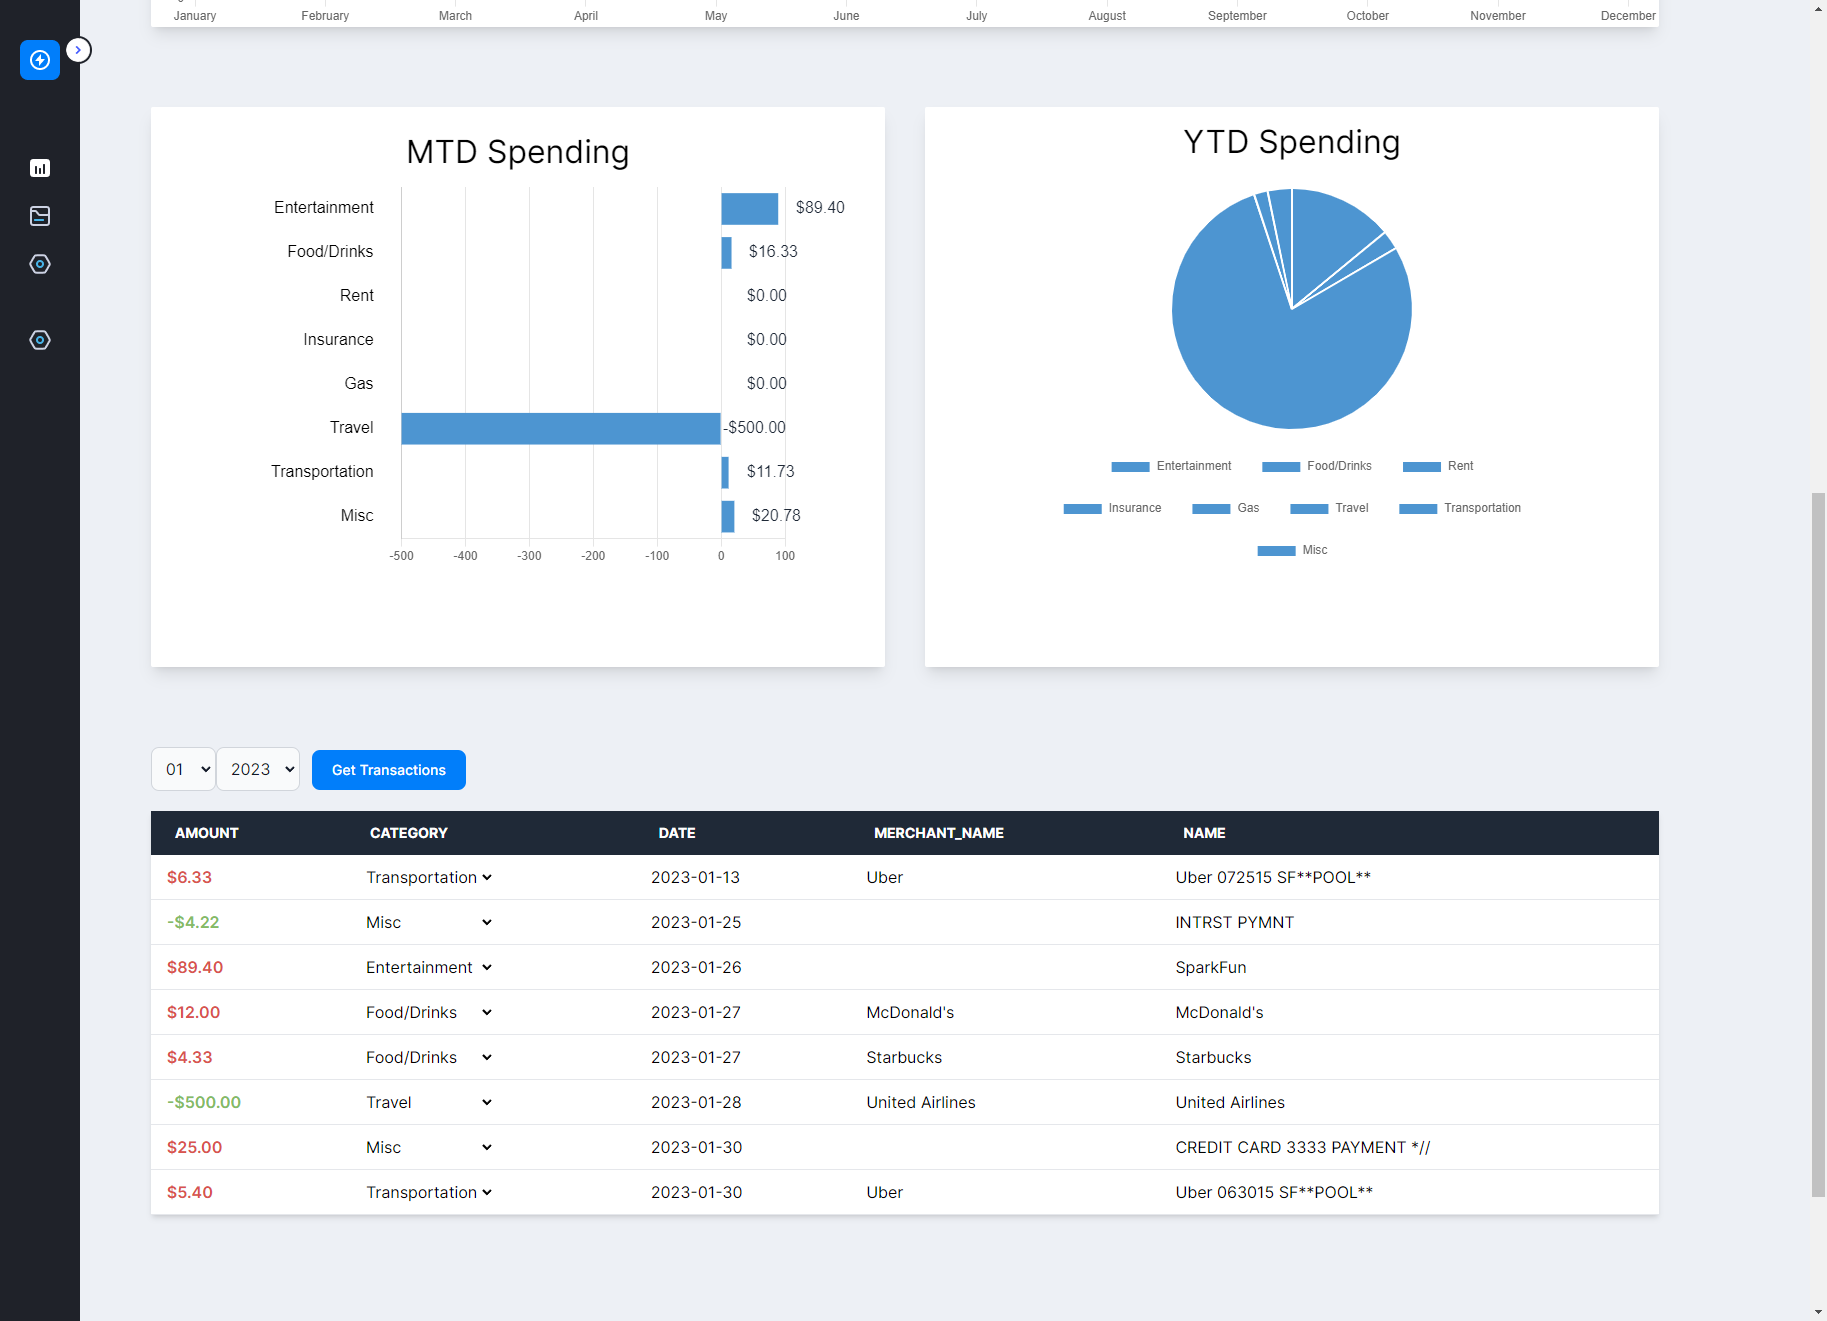 January February March April May June July August September October November December
MTD Spending
Entertainment $89.40
Food/Drinks $16.33
Rent $0.00
Insurance $0.00
Gas $0.00
Travel -$500.00
Transportation $11.73
Misc $20.78
-500 -400 -300 -200 -100 0 100
YTD Spending
Entertainment Food/Drinks Rent
Insurance Gas Travel Transportation
Misc
01 2023 Get Transactions
AMOUNT CATEGORY DATE MERCHANT_NAME NAME
$6.33 Transportation 2023-01-13 Uber Uber 072515 SF**POOL**
-$4.22 Misc 2023-01-25 INTRST PYMNT
$89.40 Entertainment 2023-01-26 SparkFun
$12.00 Food/Drinks 2023-01-27 McDonald's McDonald's
$4.33 Food/Drinks 2023-01-27 Starbucks Starbucks
-$500.00 Travel 2023-01-28 United Airlines United Airlines
$25.00 Misc 2023-01-30 CREDIT CARD 3333 PAYMENT *//
$5.40 Transportation 2023-01-30 Uber Uber 063015 SF**POOL**